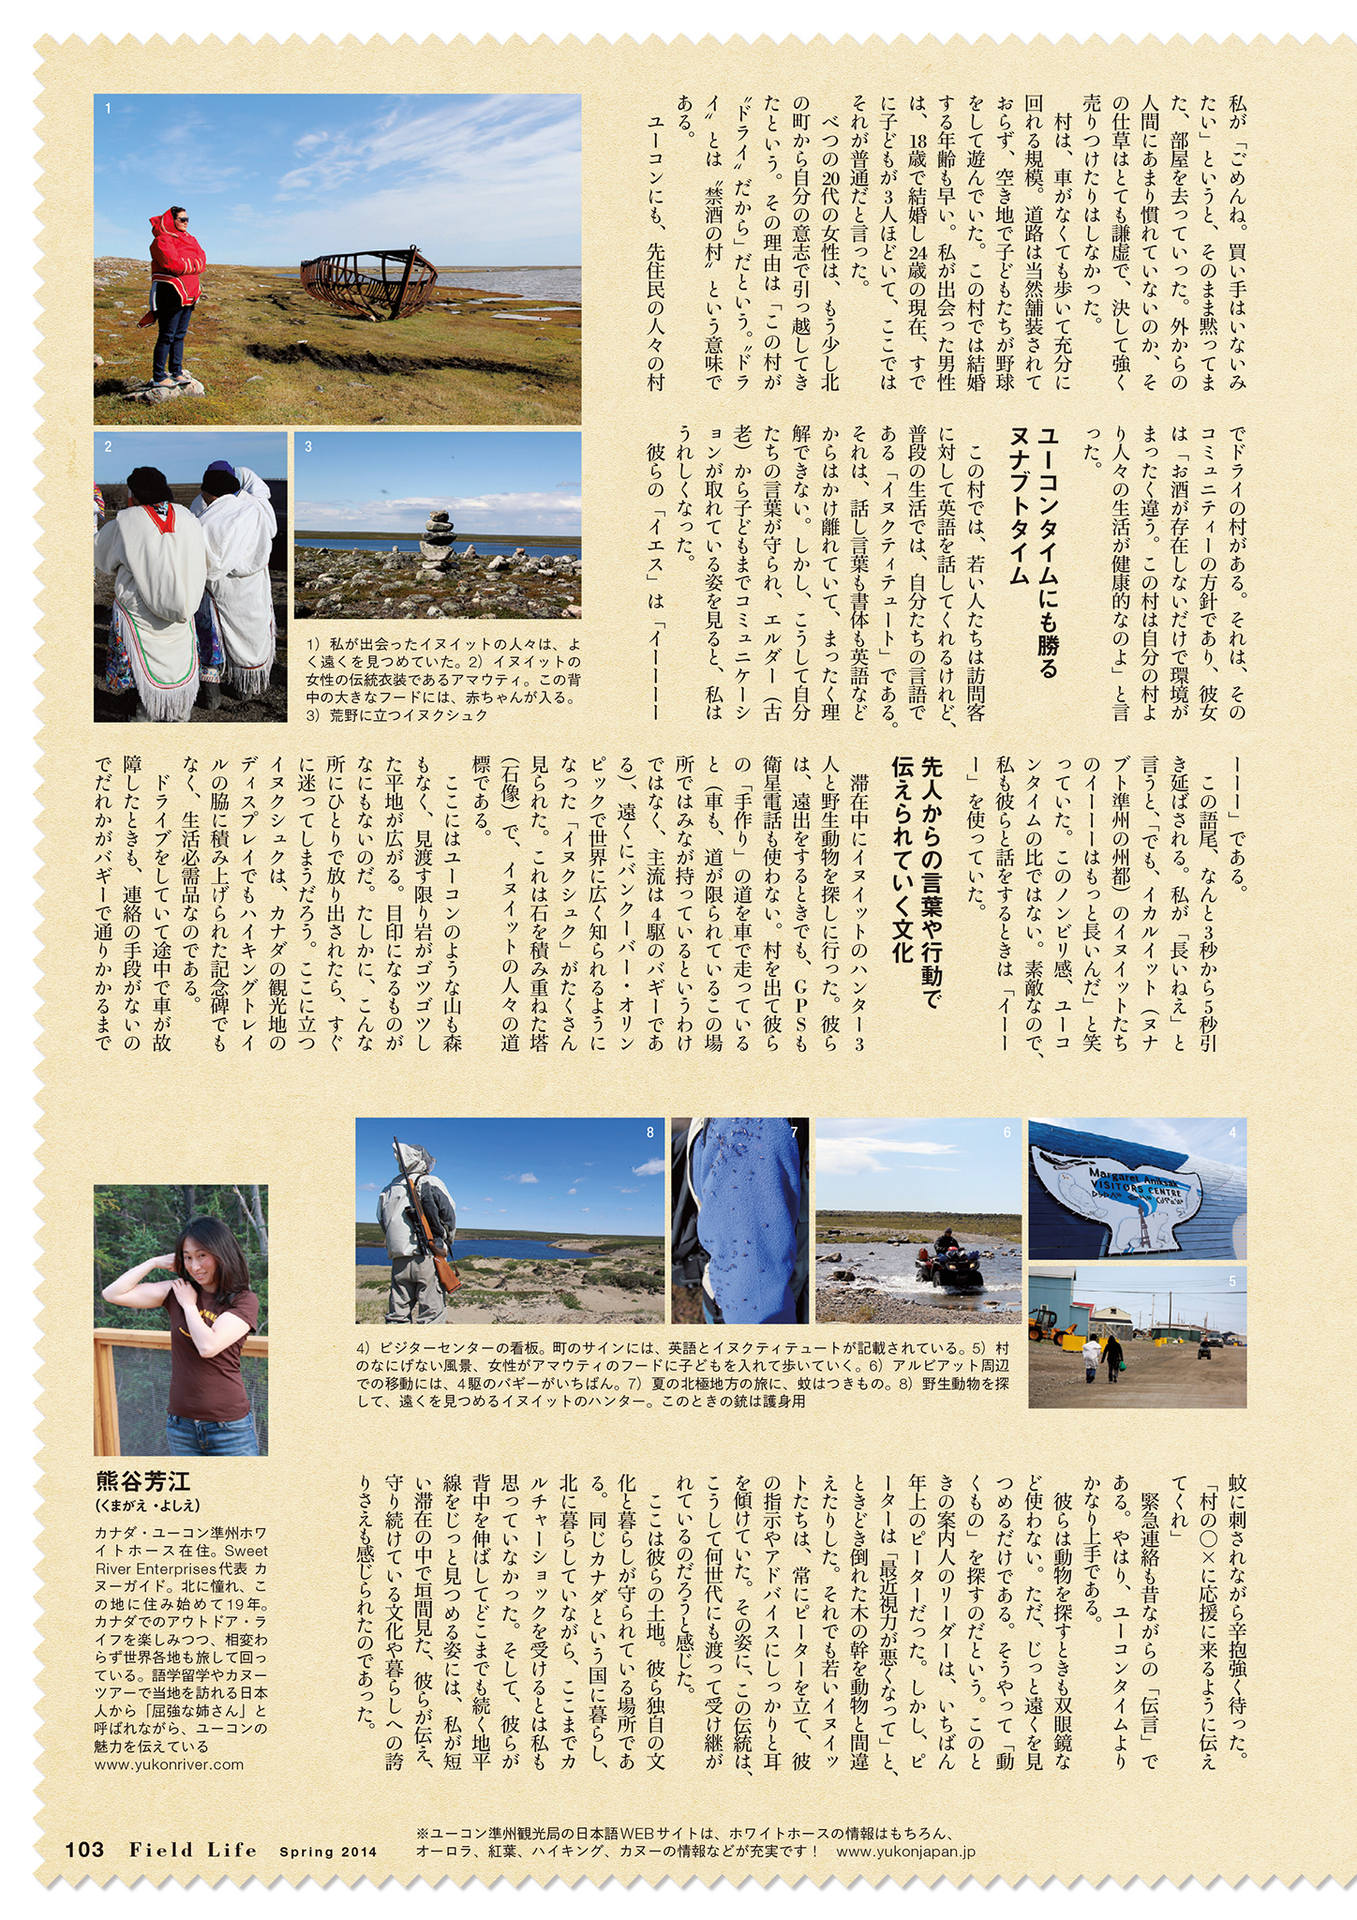 私が「ごめんね。買い手はいないみ
たい」というと、そのまま黙ってま
た、部屋を去っていった。外からの
人間にあまり慣れていないのか、そ
の仕草はとても謙虚で、決して強く
売りつけたりはしなかった。
村は、車がなくても歩いて充分に
回れる規模。道路は当然舗装されて
おらず、空き地で子どもたちが野球
をして遊んでいた。この村では結婚
する年齢も早い。私が出会った男性
は、18歳で結婚し24歳の現在、すで
に子どもが3人ほどいて、ここでは
それが普通だと言った。
べつの20代の女性は、もう少し北
の町から自分の意志で引っ越してき
たという。その理由は「この村が
〝ドライ〟だから」だという。〝ドラ
イ〟とは〝禁酒の村〟という意味で
ある。
ユーコンにも、先住民の人々の村
でドライの村がある。それは、その
コミュニティーの方針であり、彼女
は「お酒が存在しないだけで環境が
まったく違う。この村は自分の村よ
り人々の生活が健康的なのよ」と言
った。
ユーコンタイムにも勝る
ヌナブトタイム
この村では、若い人たちは訪問客
に対して英語を話してくれるけれど、
普段の生活では、自分たちの言語で
ある「イヌクティテュート」である。
それは、話し言葉も書体も英語など
からはかけ離れていて、まったく理
解できない。しかし、こうして自分
たちの言葉が守られ、エルダー（古
老）から子どもまでコミュニケーシ
ョンが取れている姿を見ると、私は
うれしくなった。
彼らの「イエス」は「イーーーー
ーーー」である。
この語尾、なんと3秒から5秒引
き延ばされる。私が「長いねえ」と
言うと、「でも、イカルイット（ヌナ
ブト準州の州都）のイヌイットたち
のイーーーはもっと長いんだ」と笑
っていた。このノンビリ感、ユーコ
ンタイムの比ではない。素敵なので、
私も彼らと話をするときは「イーー
ー」を使っていた。
先人からの言葉や行動で
伝えられていく文化
滞在中にイヌイットのハンター3
人と野生動物を探しに行った。彼ら
は、遠出をするときでも、GPSも
衛星電話も使わない。村を出て彼ら
の「手作り」の道を車で走っている
と（車も、道が限られているこの場
所ではみなが持っているというわけ
ではなく、主流は4駆のバギーであ
る）、遠くにバンクーバー・オリン
ピックで世界に広く知られるように
なった「イヌクシュク」がたくさん
見られた。これは石を積み重ねた塔
（石像）で、イヌイットの人々の道
標である。
ここにはユーコンのような山も森
もなく、見渡す限り岩がゴツゴツし
た平地が広がる。目印になるものが
なにもないのだ。たしかに、こんな
所にひとりで放り出されたら、すぐ
に迷ってしまうだろう。ここに立つ
イヌクシュクは、カナダの観光地の
ディスプレイでもハイキングトレイ
ルの脇に積み上げられた記念碑でも
なく、生活必需品なのである。
ドライブをしていて途中で車が故
障したときも、連絡の手段がないの
でだれかがバギーで通りかかるまで
蚊に刺されながら辛抱強く待った。
「村の〇×に応援に来るように伝え
てくれ」
緊急連絡も昔ながらの「伝言」で
ある。やはり、ユーコンタイムより
かなり上手である。
彼らは動物を探すときも双眼鏡な
ど使わない。ただ、じっと遠くを見
つめるだけである。そうやって「動
くもの」を探すのだという。このと
きの案内人のリーダーは、いちばん
年上のピーターだった。しかし、ピ
ーターは「最近視力が悪くなって」と、
ときどき倒れた木の幹を動物と間違
えたりした。それでも若いイヌイッ
トたちは、常にピーターを立て、彼
の指示やアドバイスにしっかりと耳
を傾けていた。その姿に、この伝統は、
こうして何世代にも渡って受け継が
れているのだろうと感じた。
ここは彼らの土地。彼ら独自の文
化と暮らしが守られている場所であ
る。同じカナダという国に暮らし、
北に暮らしていながら、ここまでカ
ルチャーショックを受けるとは私も
思っていなかった。そして、彼らが
背中を伸ばしてどこまでも続く地平
線をじっと見つめる姿には、私が短
い滞在の中で垣間見た、彼らが伝え、
守り続けている文化や暮らしへの誇
りさえも感じられたのであった。
1
2
3
1）私が出会ったイヌイットの人々は、よ
く遠くを見つめていた。2）イヌイットの
女性の伝統衣装であるアマウティ。この背
中の大きなフードには、赤ちゃんが入る。
3）荒野に立つイヌクシュク
8
7
6
4
5
Margaret Aniksak
VISITORS CENTRE
4）ビジターセンターの看板。町のサインには、英語とイヌクティテュートが記載されている。5）村
のなにげない風景、女性がアマウティのフードに子どもを入れて歩いていく。6）アルビアット周辺
での移動には、4駆のバギーがいちばん。7）夏の北極地方の旅に、蚊はつきもの。8）野生動物を探
して、遠くを見つめるイヌイットのハンター。このときの銃は護身用
熊谷芳江
（くまがえ・よしえ）
カナダ・ユーコン準州ホワ
イトホース在住。Sweet
River Enterprises代表 カ
ヌーガイド。北に憧れ、こ
の地に住み始めて19年。
カナダでのアウトドア・ラ
イフを楽しみつつ、相変わ
らず世界各地も旅して回っ
ている。語学留学やカヌー
ツアーで当地を訪れる日本
人から「屈強な姉さん」と
呼ばれながら、ユーコンの
魅力を伝えている
www.yukonriver.com
103 Field Life Spring 2014
※ユーコン準州観光局の日本語WEBサイトは、ホワイトホースの情報はもちろん、
オーロラ、紅葉、ハイキング、カヌーの情報などが充実です！ www.yukonjapan.jp